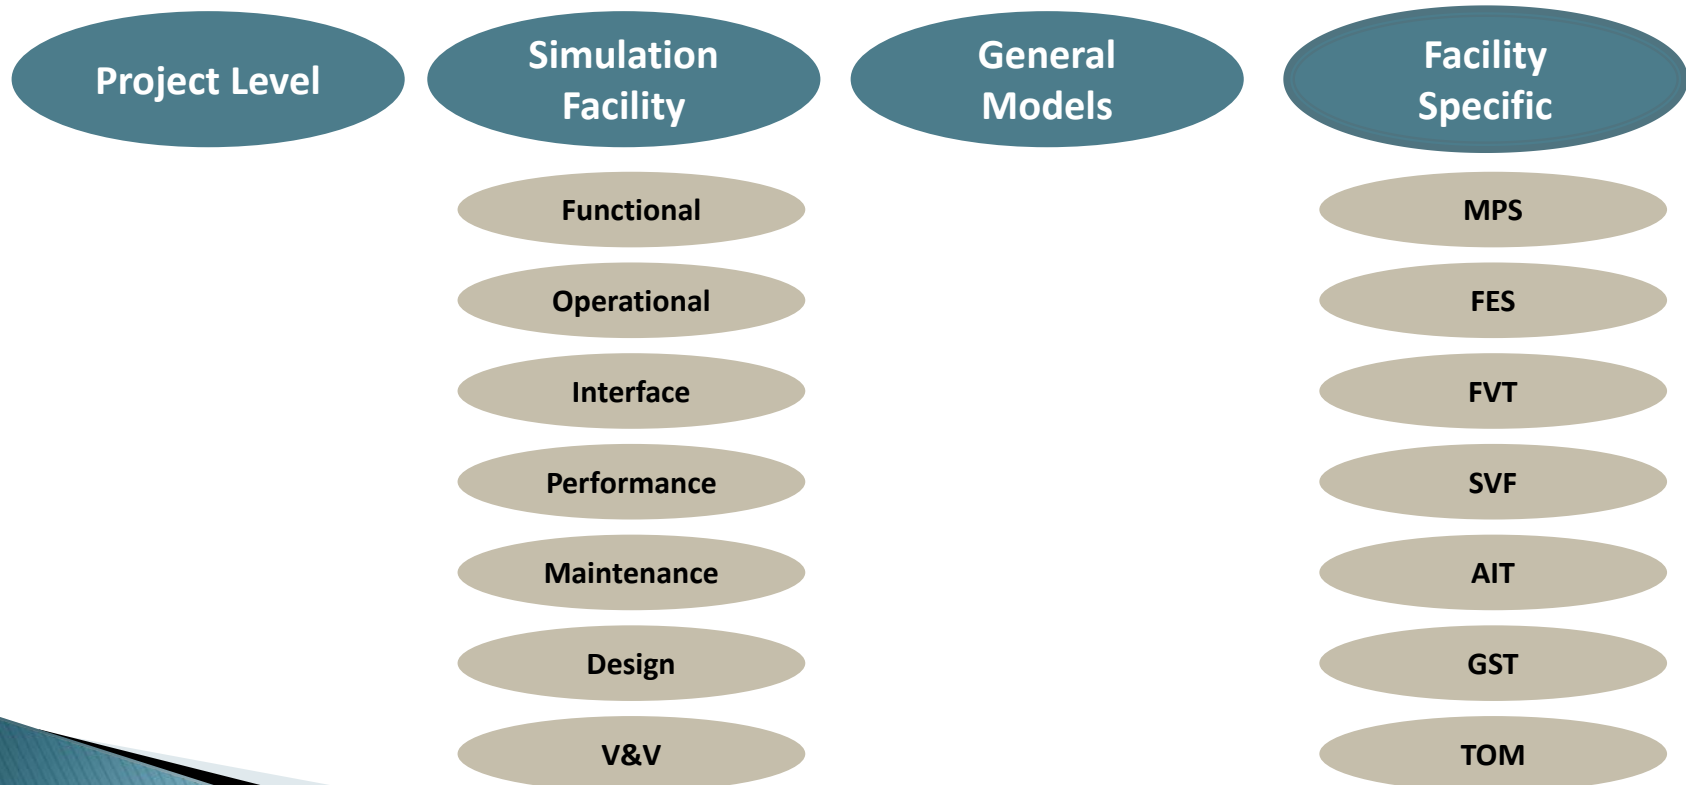 Project Level
Simulation
Facility
General
Models
Facility
Specific
Functional
MPS
Operational
FES
Interface
FVT
Performance
SVF
Maintenance
AIT
Design
GST
V&V
TOM